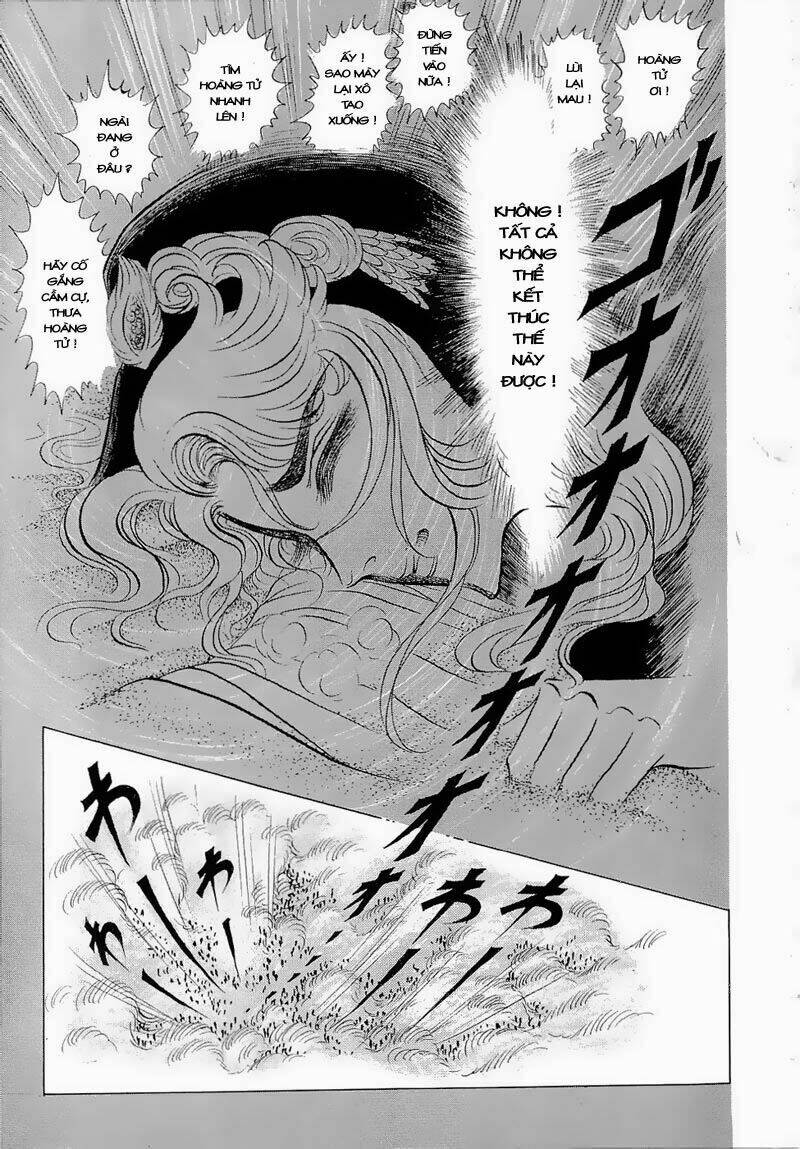 HOÀNG
TỬ
ƠI !
LÙI
LẠI
MAU !
ĐỪNG
TIẾN
VÀO
NỮA !
ẤY !
SAO MÀY
LẠI XÔ
TAO
XUỐNG !
TÌM
HOÀNG TỬ
NHANH
LÊN !
NGÀI
ĐANG
Ở
ĐÂU ?
HÃY CỐ
GẮNG
CẦM CỰ,
THƯA
HOÀNG
TỬ !
KHÔNG !
TẤT CẢ
KHÔNG
THỂ
KẾT
THÚC
THẾ
NÀY
ĐƯỢC !
ゴオオオオオオオ
わー
わー
わー
わー
わー
わー